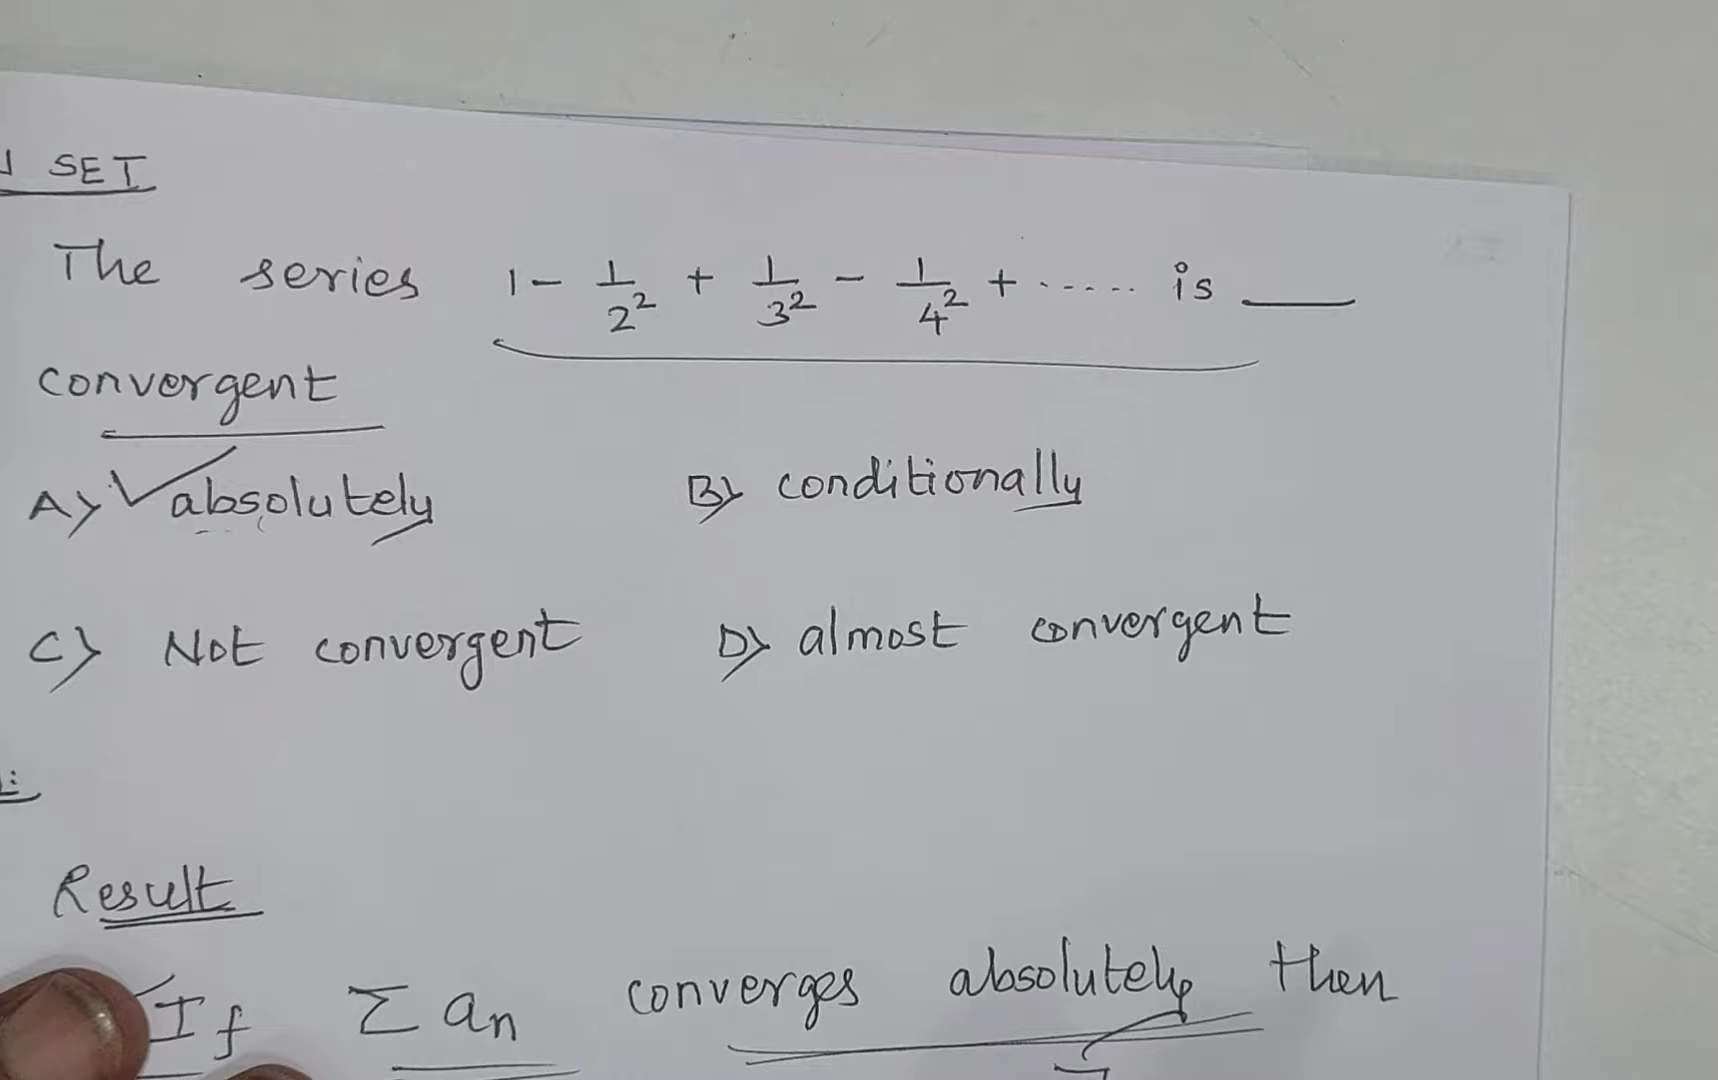 SET
The series 1 - 1/2² + 1/3² - 1/4² + ...... is ___
convergent
A) absolutely B) conditionally
C) Not convergent D) almost convergent
Result
If Σ an converges absolutely then